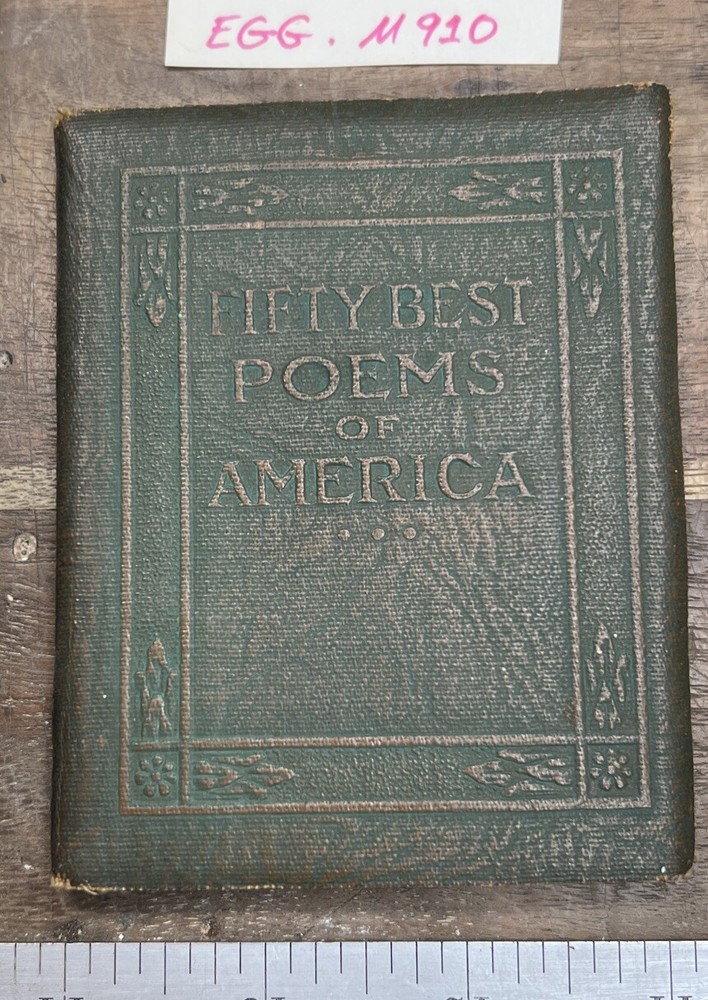 EGG. M910
FIFTY BEST
POEMS
OF
AMERICA